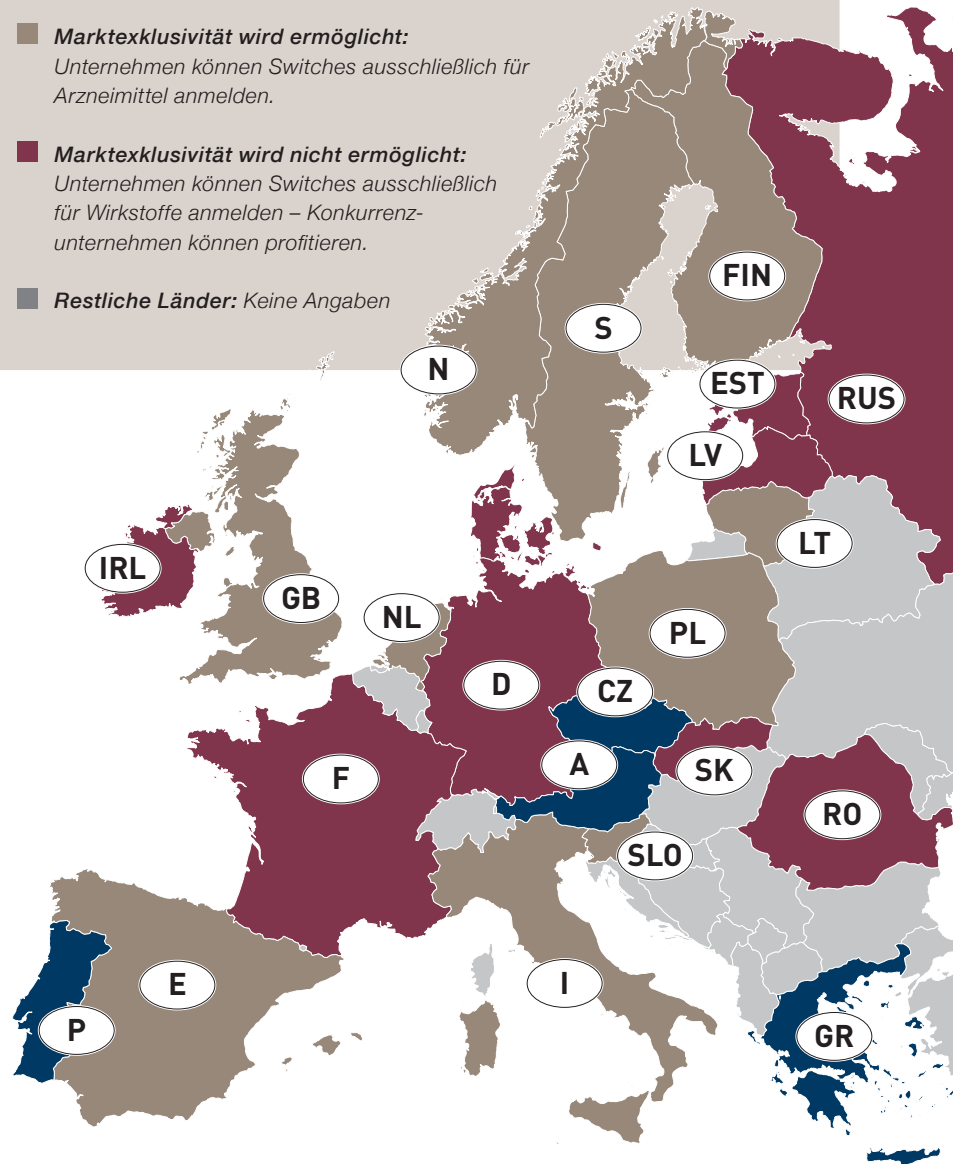 Marktexklusivität wird ermöglicht:
Unternehmen können Switches ausschließlich für
Arzneimittel anmelden.
Marktexklusivität wird nicht ermöglicht:
Unternehmen können Switches ausschließlich
für Wirkstoffe anmelden – Konkurrenz-
unternehmen können profitieren.
Restliche Länder: Keine Angaben
FIN
S
N
EST
RUS
LV
LT
IRL
GB
NL
PL
D
CZ
A
SK
F
RO
SLO
E
I
P
GR